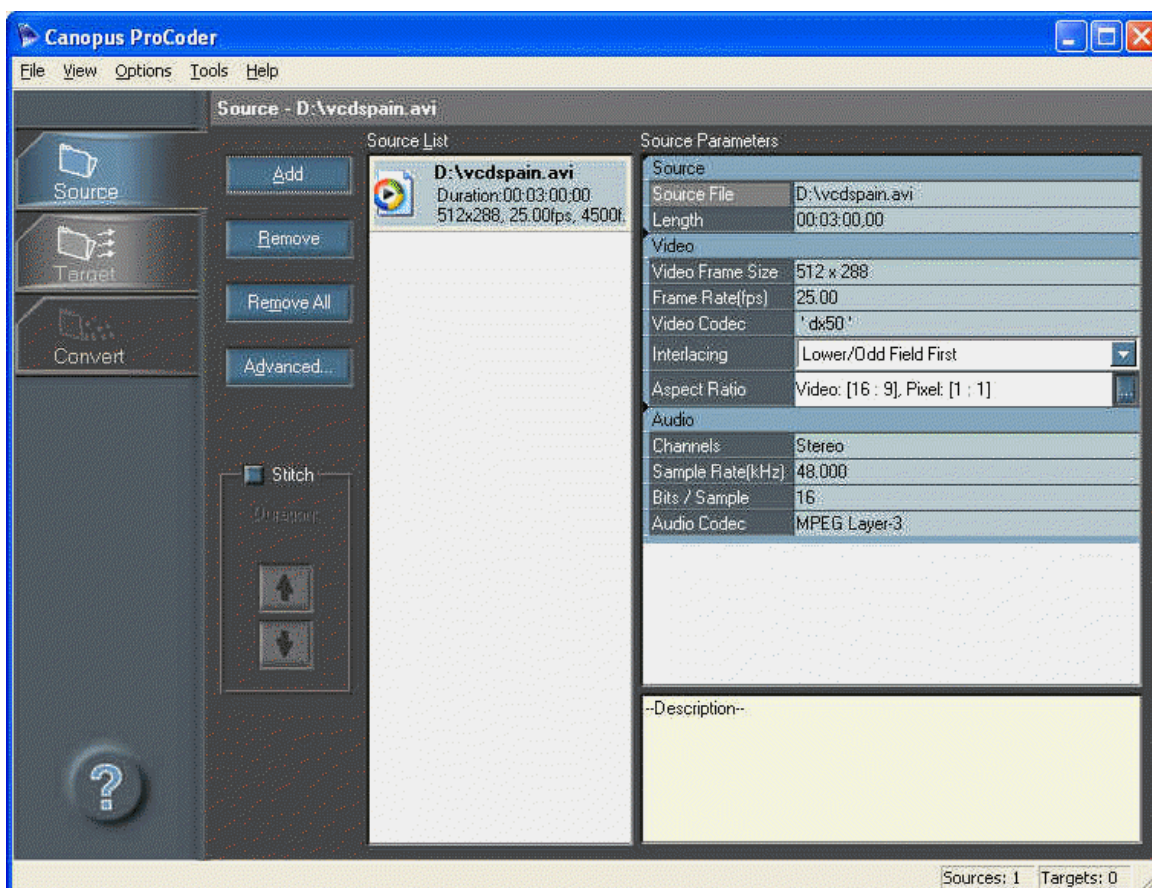 Canopus ProCoder
File View Options Tools Help
Source - D:\vcdspain.avi
Source
Target
Convert
Add
Remove
Remove All
Advanced...
Stitch
Duration:
Source List
D:\vcdspain.avi
Duration:00:03:00;00
512x288, 25.00fps, 4500f.
Source Parameters
Source
Source File D:\vcdspain.avi
Length 00:03:00;00
Video
Video Frame Size 512 x 288
Frame Rate(fps) 25.00
Video Codec ' dx50 '
Interlacing Lower/Odd Field First
Aspect Ratio Video: [16 : 9], Pixel: [1 : 1] ...
Audio
Channels Stereo
Sample Rate(kHz) 48.000
Bits / Sample 16
Audio Codec MPEG Layer-3
--Description--
?
Sources: 1 Targets: 0